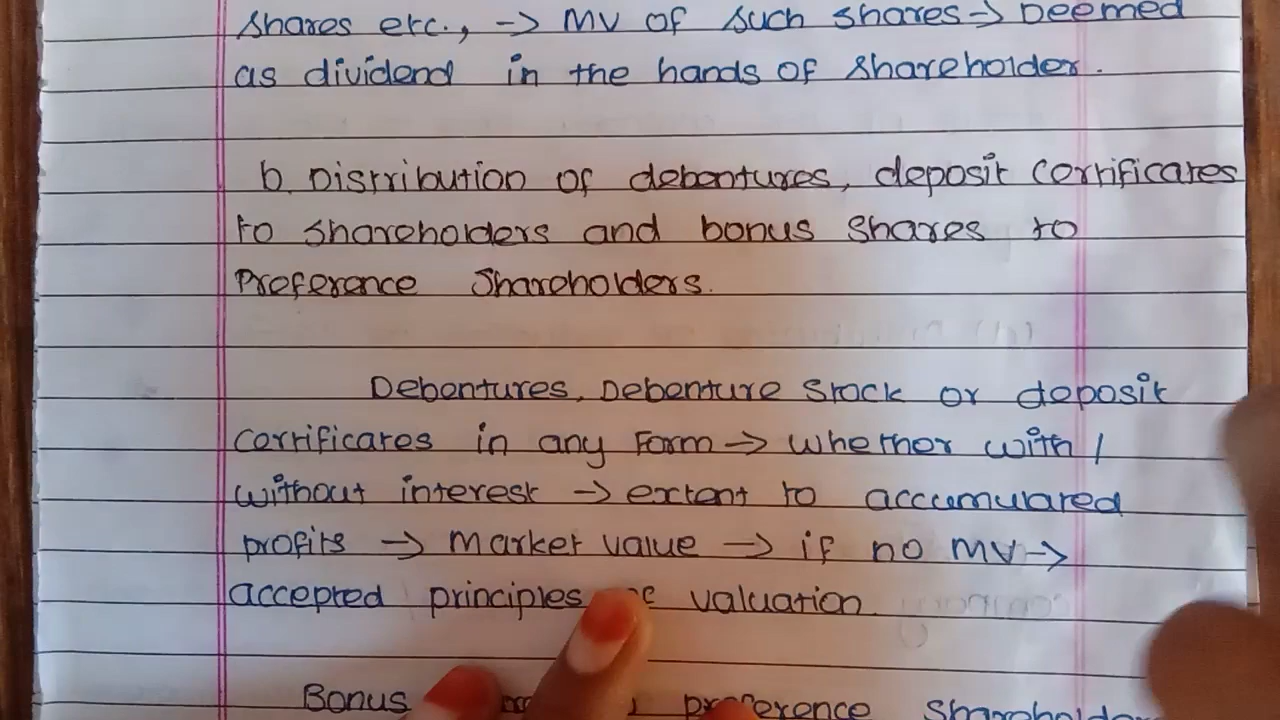 shares etc., -> MV of such shares -> Deemed
as dividend in the hands of shareholder.
b. Distribution of debentures, deposit certificates
to shareholders and bonus shares to
Preference Shareholders.
Debentures, Debenture Stock or deposit
certificates in any Form -> whether with /
without interest -> extent to accumuared
profits -> Market value -> if no MV ->
accepted principles valuation.
Bonus preference